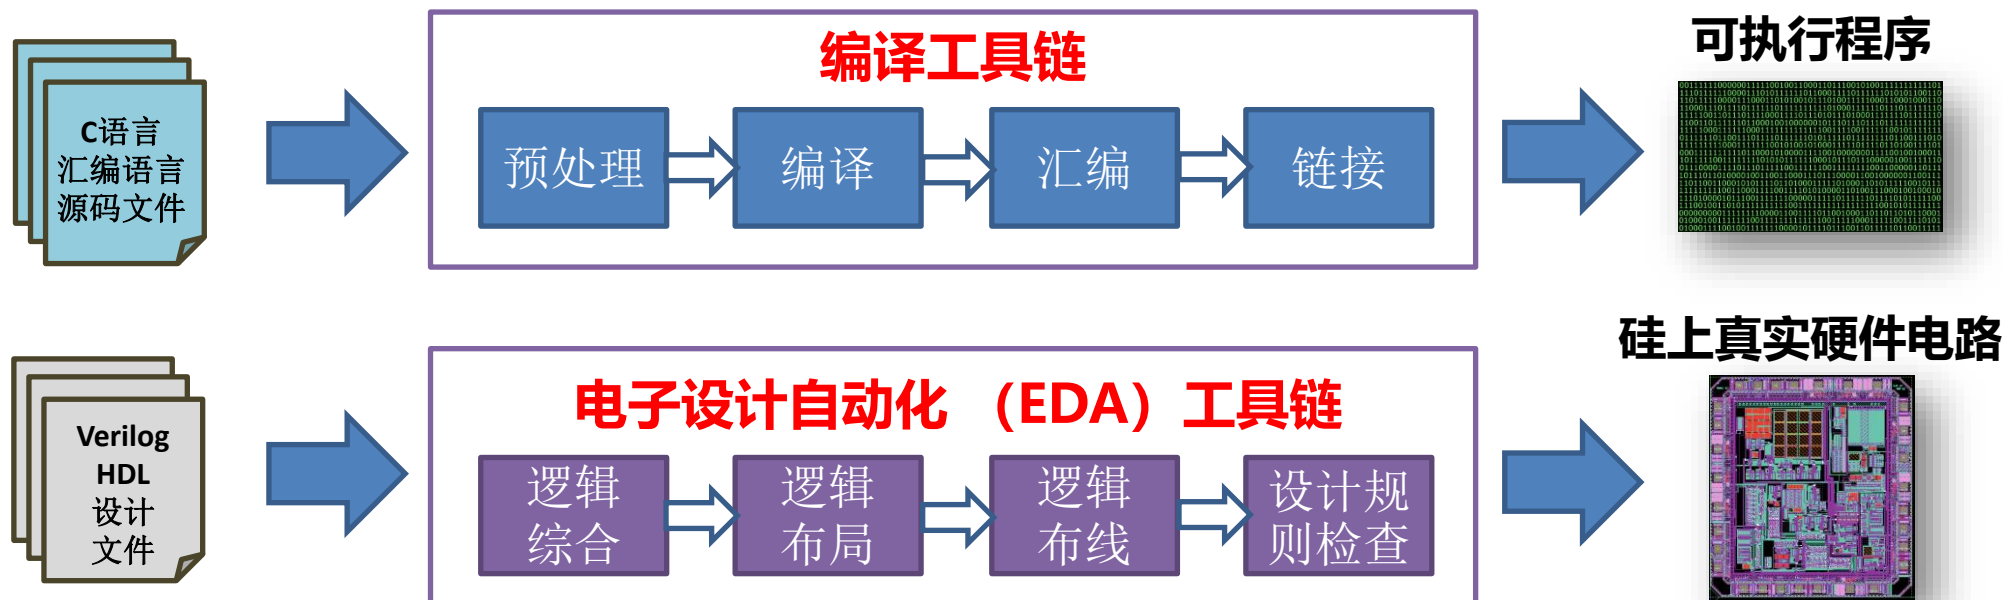 编译工具链
可执行程序
C语言
汇编语言
源码文件
预处理
编译
汇编
链接
硅上真实硬件电路
电子设计自动化 （EDA）工具链
Verilog
HDL
设计
文件
逻辑
综合
逻辑
布局
逻辑
布线
设计规
则检查